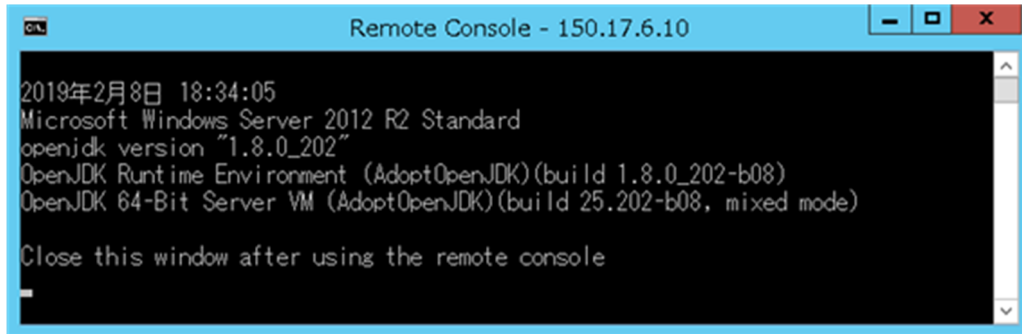 Remote Console - 150.17.6.10
2019年2月8日 18:34:05
Microsoft Windows Server 2012 R2 Standard
openjdk version "1.8.0_202"
OpenJDK Runtime Environment (AdoptOpenJDK)(build 1.8.0_202-b08)
OpenJDK 64-Bit Server VM (AdoptOpenJDK)(build 25.202-b08, mixed mode)
Close this window after using the remote console